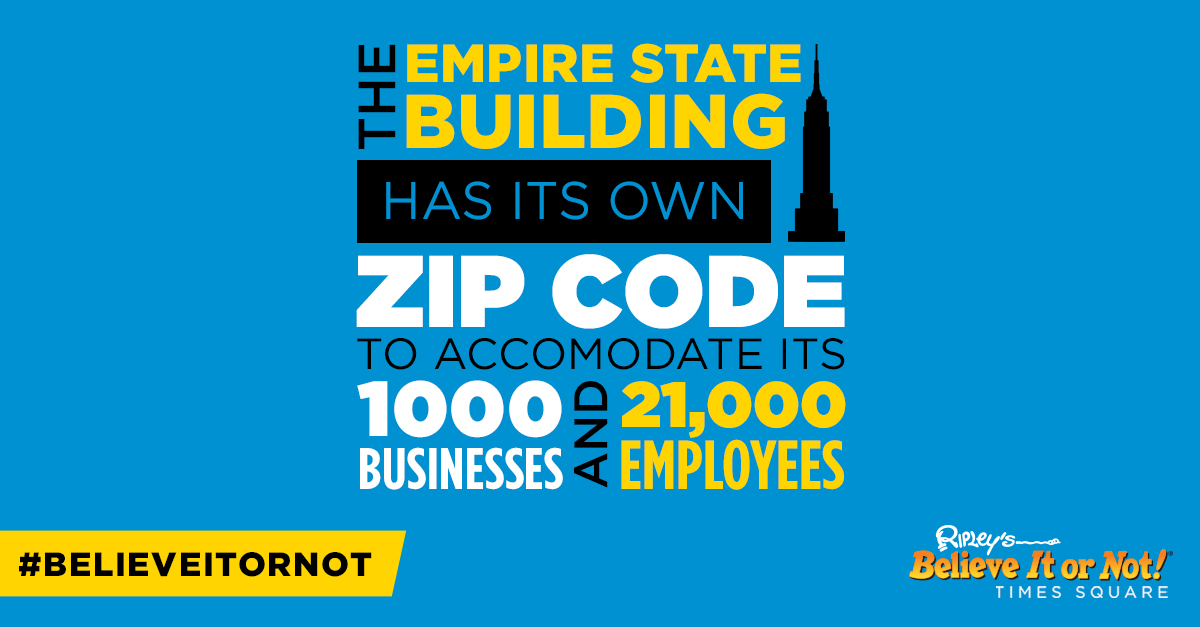 THE
EMPIRE STATE
BUILDING
HAS ITS OWN
ZIP CODE
TO ACCOMODATE ITS
1000
BUSINESSES
AND
21,000
EMPLOYEES
#BELIEVEITORNOT
RIPLEY'S
Believe It or Not!®
TIMES SQUARE